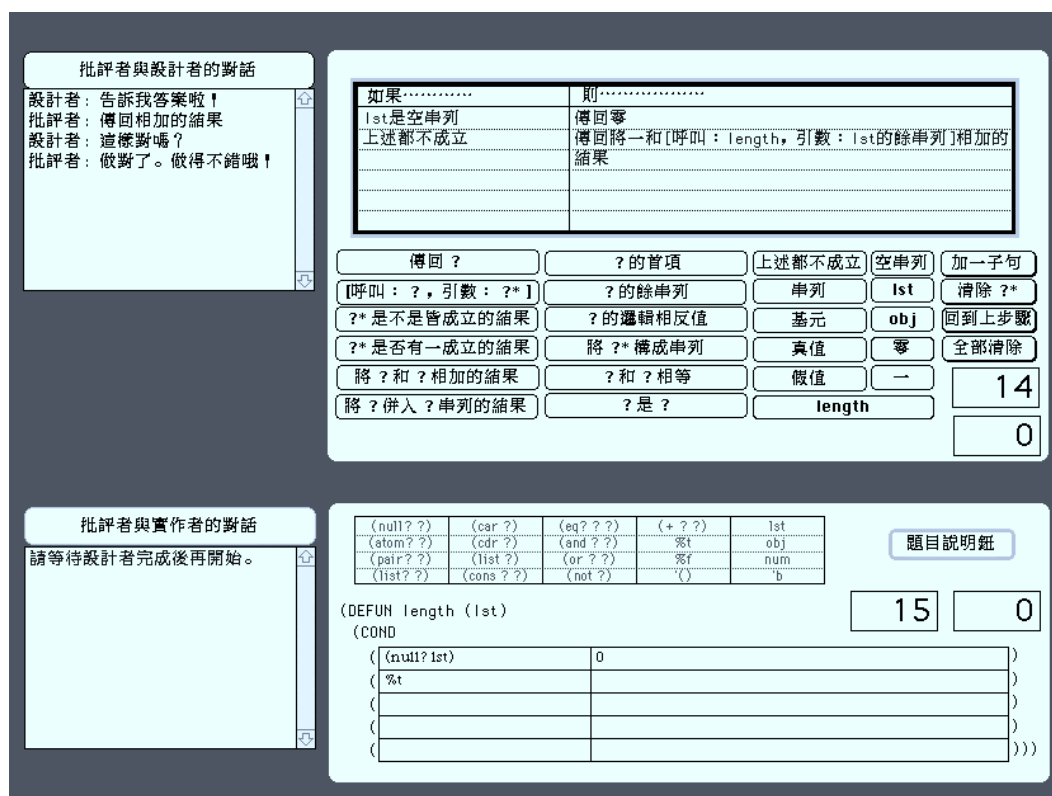 批評者與設計者的對話
設計者: 告訴我答案啦!
批評者: 傳回相加的結果
設計者: 這樣對嗎?
批評者: 做對了。做得不錯哦!
如果…………
則………………
lst是空串列
傳回零
上述都不成立
傳回將一和[呼叫:length,引數:lst的餘串列]相加的
結果
傳回 ?
?的首項
上述都不成立
空串列
加一子句
[呼叫: ?,引數: ?*]
?的餘串列
串列
lst
清除 ?*
?*是不是皆成立的結果
?的邏輯相反值
基元
obj
回到上步驟
?*是否有一成立的結果
將 ?*構成串列
真值
零
全部清除
將 ?和 ?相加的結果
?和 ?相等
假值
一
14
將 ?併入 ?串列的結果
?是 ?
length
0
批評者與實作者的對話
請等待設計者完成後再開始。
(null? ?) (car ?) (eq? ? ?) (+ ? ?) lst
(atom? ?) (cdr ?) (and ? ?) %t obj
(pair? ?) (list ?) (or ? ?) %f num
(list? ?) (cons ? ?) (not ?) '() 'b
題目説明鈕
(DEFUN length (lst)
15
0
(COND
( (null? lst) 0 )
( %t )
( )
( )
( )))